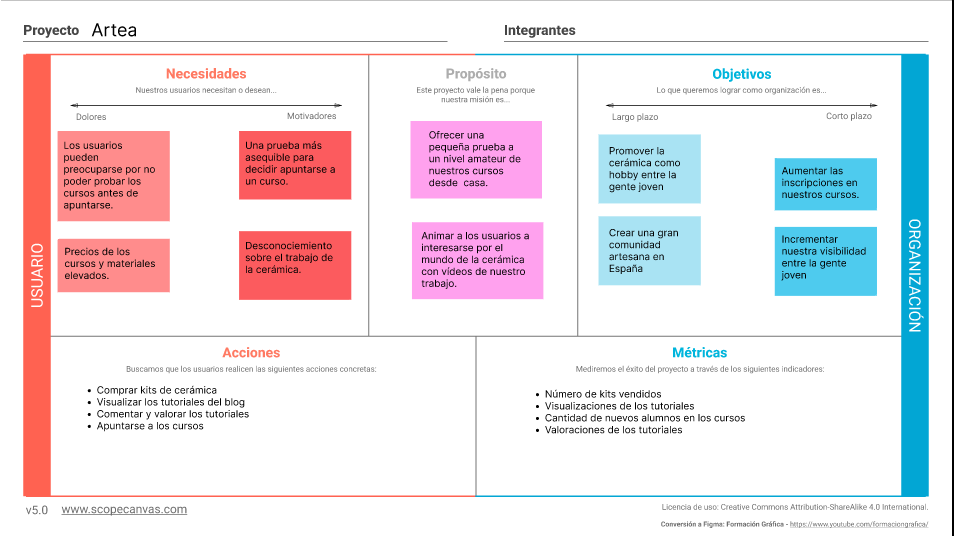 Proyecto Artea
Integrantes
USUARIO
Necesidades
Nuestros usuarios necesitan o desean...
Dolores
Motivadores
Los usuarios
pueden
preocuparse por no
poder probar los
cursos antes de
apuntarse.
Una prueba más
asequible para
decidir apuntarse a
un curso.
Precios de los
cursos y materiales
elevados.
Desconociemiento
sobre el trabajo de
la cerámica.
Propósito
Este proyecto vale la pena porque
nuestra misión es...
Ofrecer una
pequeña prueba a
un nivel amateur de
nuestros cursos
desde casa.
Animar a los usuarios a
interesarse por el
mundo de la cerámica
con vídeos de nuestro
trabajo.
Objetivos
Lo que queremos lograr como organización es...
Largo plazo
Corto plazo
Promover la
cerámica como
hobby entre la
gente joven
Aumentar las
inscripciones en
nuestros cursos.
Crear una gran
comunidad
artesana en
España
Incrementar
nuestra visibilidad
entre la gente
joven
ORGANIZACIÓN
Acciones
Buscamos que los usuarios realicen las siguientes acciones concretas:
• Comprar kits de cerámica
• Visualizar los tutoriales del blog
• Comentar y valorar los tutoriales
• Apuntarse a los cursos
Métricas
Mediremos el éxito del proyecto a través de los siguientes indicadores:
• Número de kits vendidos
• Visualizaciones de los tutoriales
• Cantidad de nuevos alumnos en los cursos
• Valoraciones de los tutoriales
v5.0 www.scopecanvas.com
Licencia de uso: Creative Commons Attribution-ShareAlike 4.0 International.
Conversión a Figma: Formación Gráfica - https://www.youtube.com/formaciongrafica/